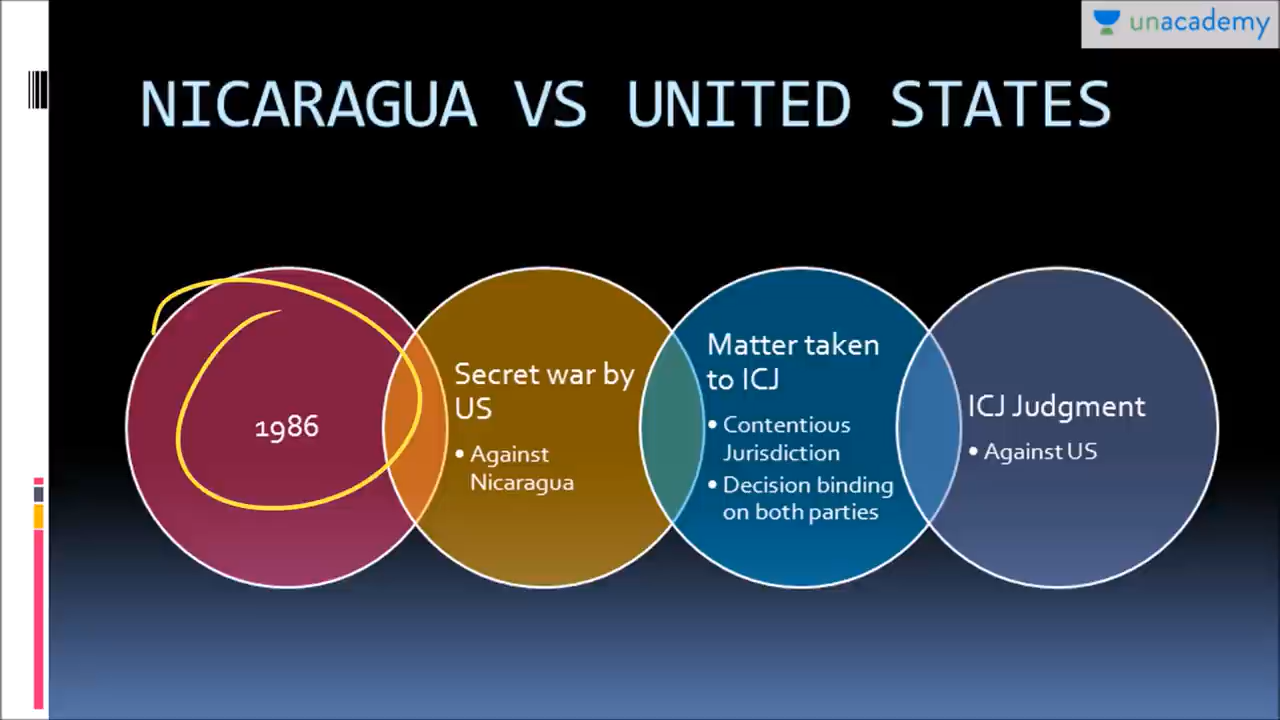 unacademy
NICARAGUA VS UNITED STATES
1986
Secret war by
US
• Against
Nicaragua
Matter taken
to ICJ
• Contentious
Jurisdiction
• Decision binding
on both parties
ICJ Judgment
• Against US